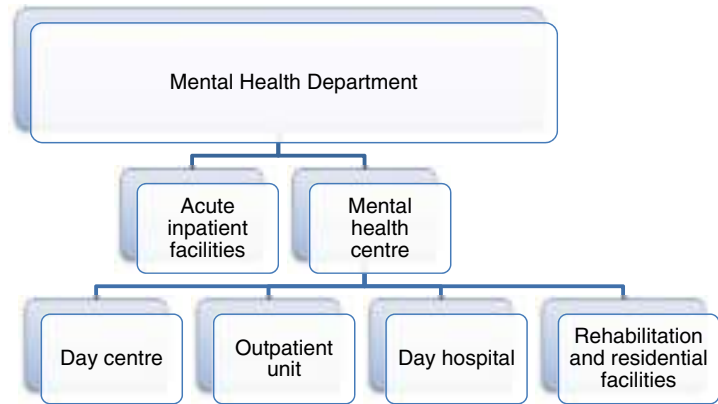 Mental Health Department
Acute
inpatient
facilities
Mental
health
centre
Day centre
Outpatient
unit
Day hospital
Rehabilitation
and residential
facilities